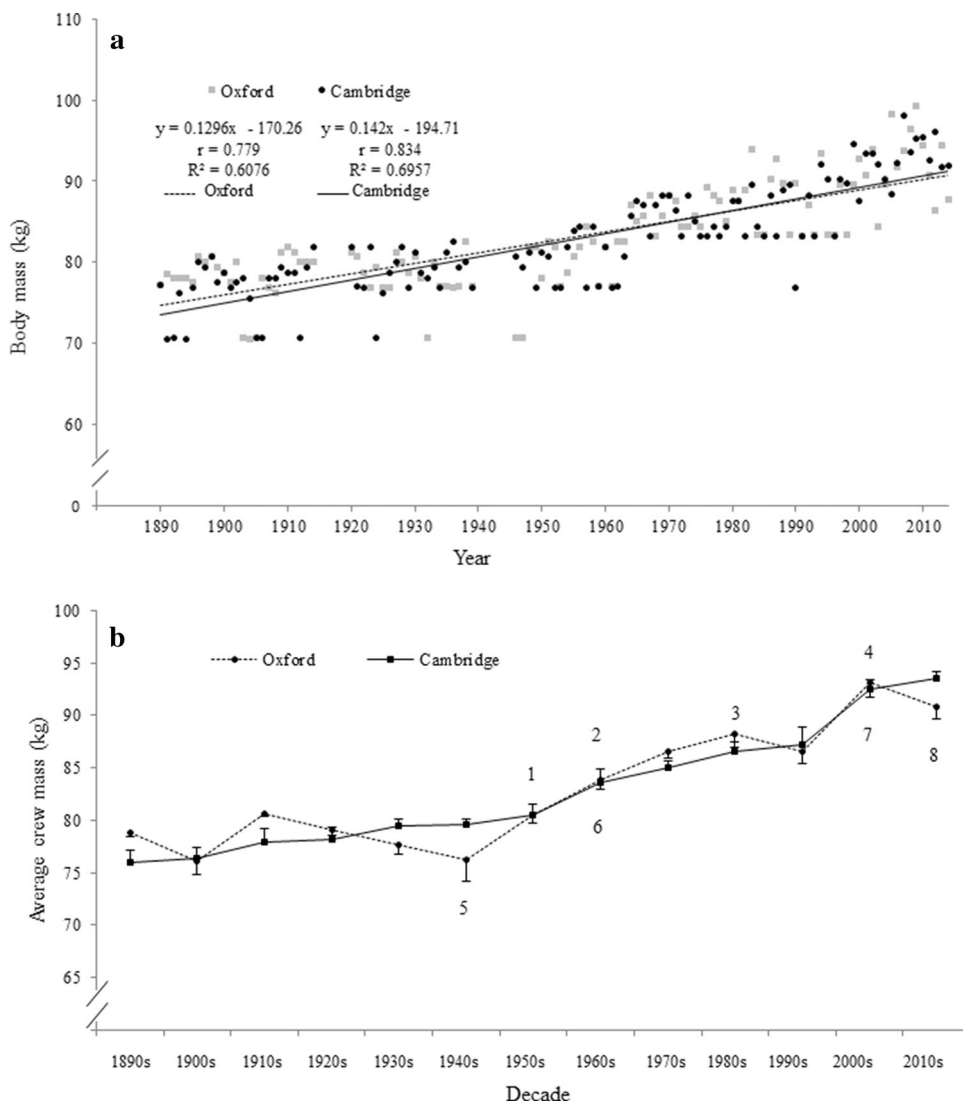 110
a
Oxford Cambridge
100
y = 0.1296x - 170.26 y = 0.142x - 194.71
r = 0.779 r = 0.834
R² = 0.6076 R² = 0.6957
90
Oxford Cambridge
80
70
60
0
Body mass (kg)
1890 1900 1910 1920 1930 1940 1950 1960 1970 1980 1990 2000 2010
Year
100
b
Oxford Cambridge
4
95
3
2
90
7
8
85
1
6
80
75
5
70
65
Average crew mass (kg)
1890s 1900s 1910s 1920s 1930s 1940s 1950s 1960s 1970s 1980s 1990s 2000s 2010s
Decade